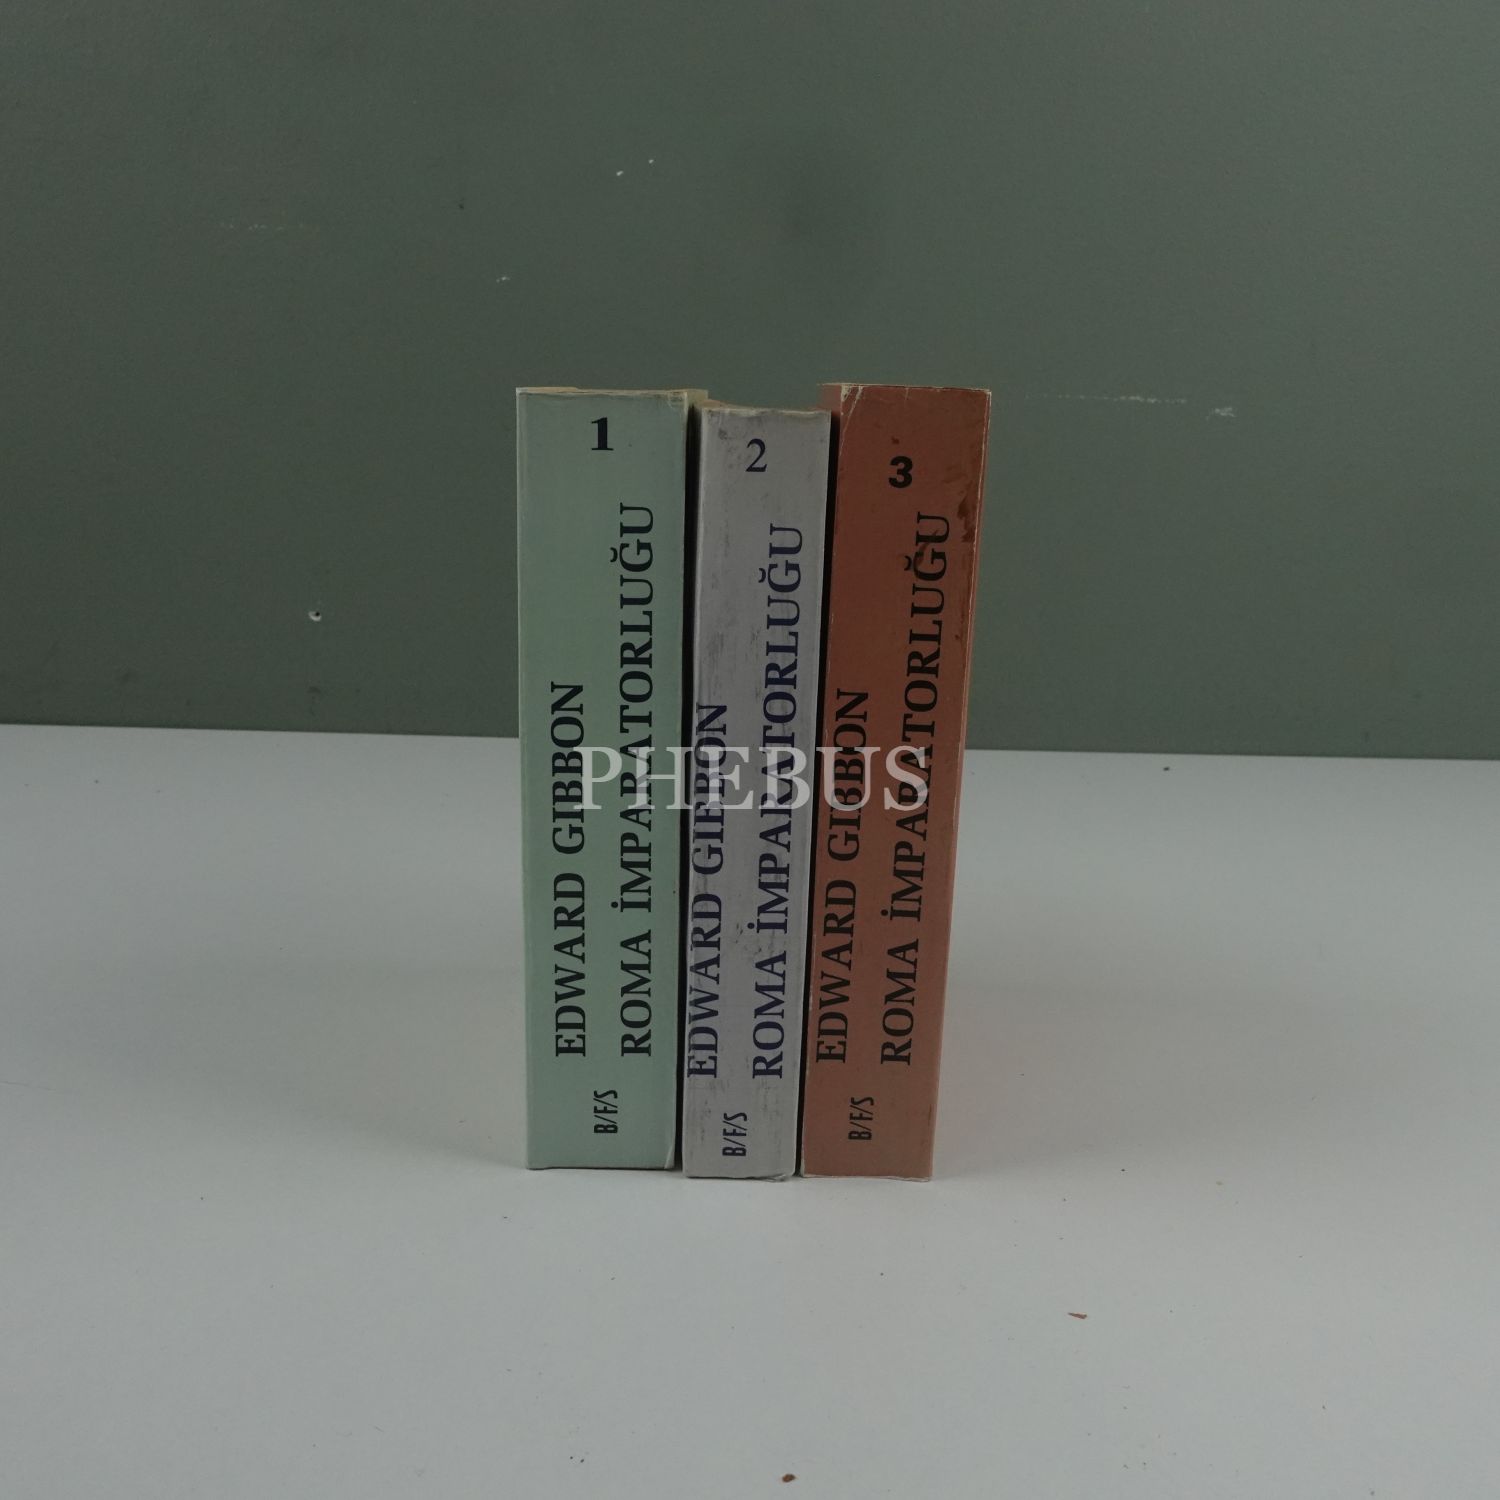 1
EDWARD GIBBON
ROMA İMPARATORLUĞU
B/F/S
2
EDWARD GIBBON
ROMA İMPARATORLUĞU
B/F/S
3
EDWARD GIBBON
ROMA İMPARATORLUĞU
B/F/S
PHEBUS